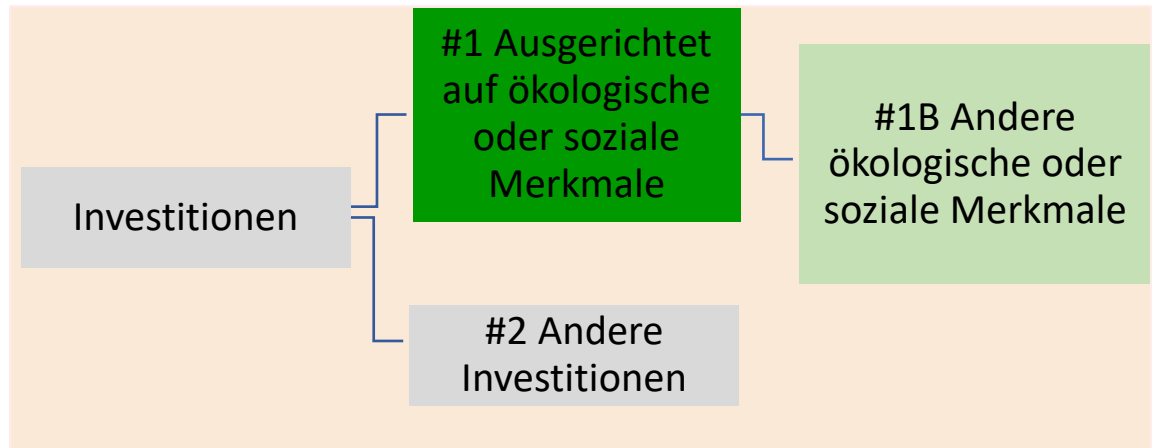 Investitionen
#1 Ausgerichtet
auf ökologische
oder soziale
Merkmale
#1B Andere
ökologische oder
soziale Merkmale
#2 Andere
Investitionen